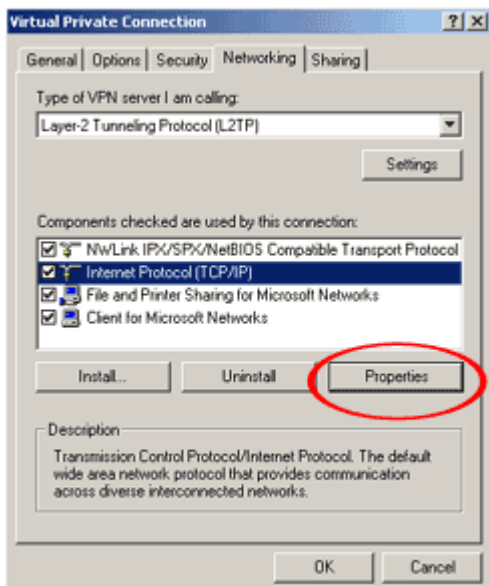 Virtual Private Connection
General
Options
Security
Networking
Sharing
Type of VPN server I am calling:
Layer-2 Tunneling Protocol (L2TP)
Settings
Components checked are used by this connection:
NWLink IPX/SPX/NetBIOS Compatible Transport Protocol
Internet Protocol (TCP/IP)
File and Printer Sharing for Microsoft Networks
Client for Microsoft Networks
Install...
Uninstall
Properties
Description
Transmission Control Protocol/Internet Protocol. The default
wide area network protocol that provides communication
across diverse interconnected networks.
OK
Cancel